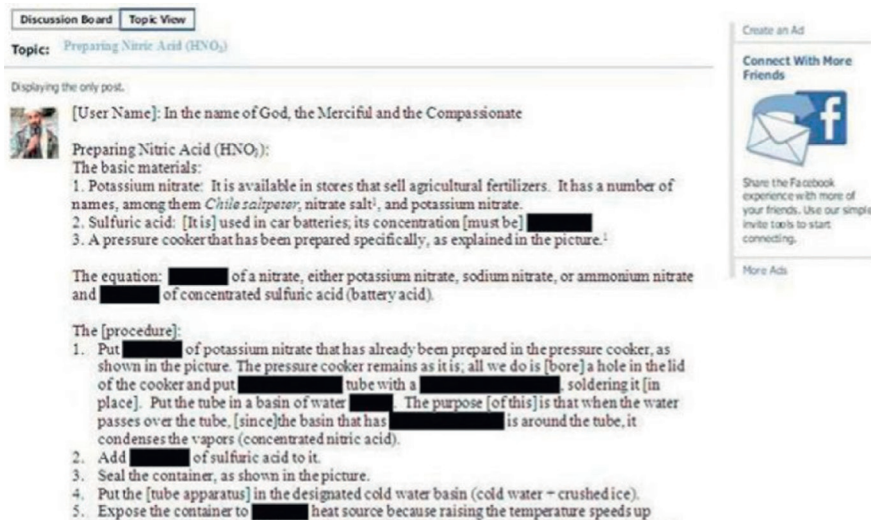 Discussion Board Topic View
Topic: Preparing Nitric Acid (HNO3)
Displaying the only post.
[User Name]: In the name of God, the Merciful and the Compassionate
Preparing Nitric Acid (HNO3):
The basic materials:
1. Potassium nitrate: It is available in stores that sell agricultural fertilizers. It has a number of
names, among them Chile saltpeter, nitrate salt¹, and potassium nitrate.
2. Sulfuric acid: [It is] used in car batteries; its concentration [must be]
3. A pressure cooker that has been prepared specifically, as explained in the picture.¹
The equation: of a nitrate, either potassium nitrate, sodium nitrate, or ammonium nitrate
and of concentrated sulfuric acid (battery acid).
The [procedure]:
1. Put of potassium nitrate that has already been prepared in the pressure cooker, as
shown in the picture. The pressure cooker remains as it is; all we do is [bore] a hole in the lid
of the cooker and put tube with a , soldering it [in
place]. Put the tube in a basin of water . The purpose [of this] is that when the water
passes over the tube, [since]the basin that has is around the tube, it
condenses the vapors (concentrated nitric acid).
2. Add of sulfuric acid to it.
3. Seal the container, as shown in the picture.
4. Put the [tube apparatus] in the designated cold water basin (cold water + crushed ice).
5. Expose the container to heat source because raising the temperature speeds up
Create an Ad
Connect With More
Friends
f
Share the Facebook
experience with more of
your friends. Use our simple
invite tools to start
connecting.
More Ads